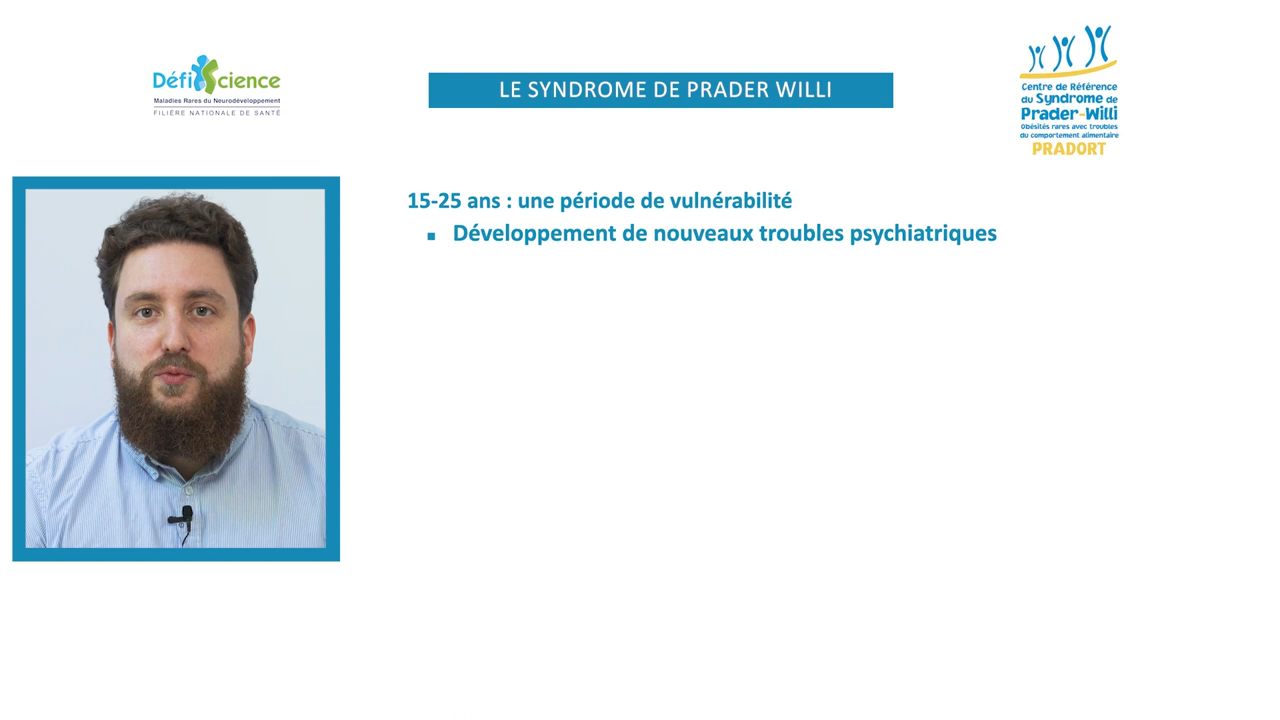 DéfiScience
Maladies Rares du Neurodéveloppement
FILIÈRE NATIONALE DE SANTÉ
LE SYNDROME DE PRADER WILLI
Centre de Référence
du Syndrome de
Prader-Willi
Obésités rares avec troubles
du comportement alimentaire
PRADORT
15-25 ans : une période de vulnérabilité
▪ Développement de nouveaux troubles psychiatriques